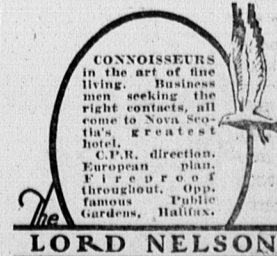 CONNOISSEURS
in the art of fine
living. Business
men seeking the
right contacts, all
come to Nova Sco-
tia's greatest
hotel.
C.P.R. direction.
European plan.
Fireproof
throughout. Opp.
famous Public
Gardens, Halifax.
The
LORD NELSON